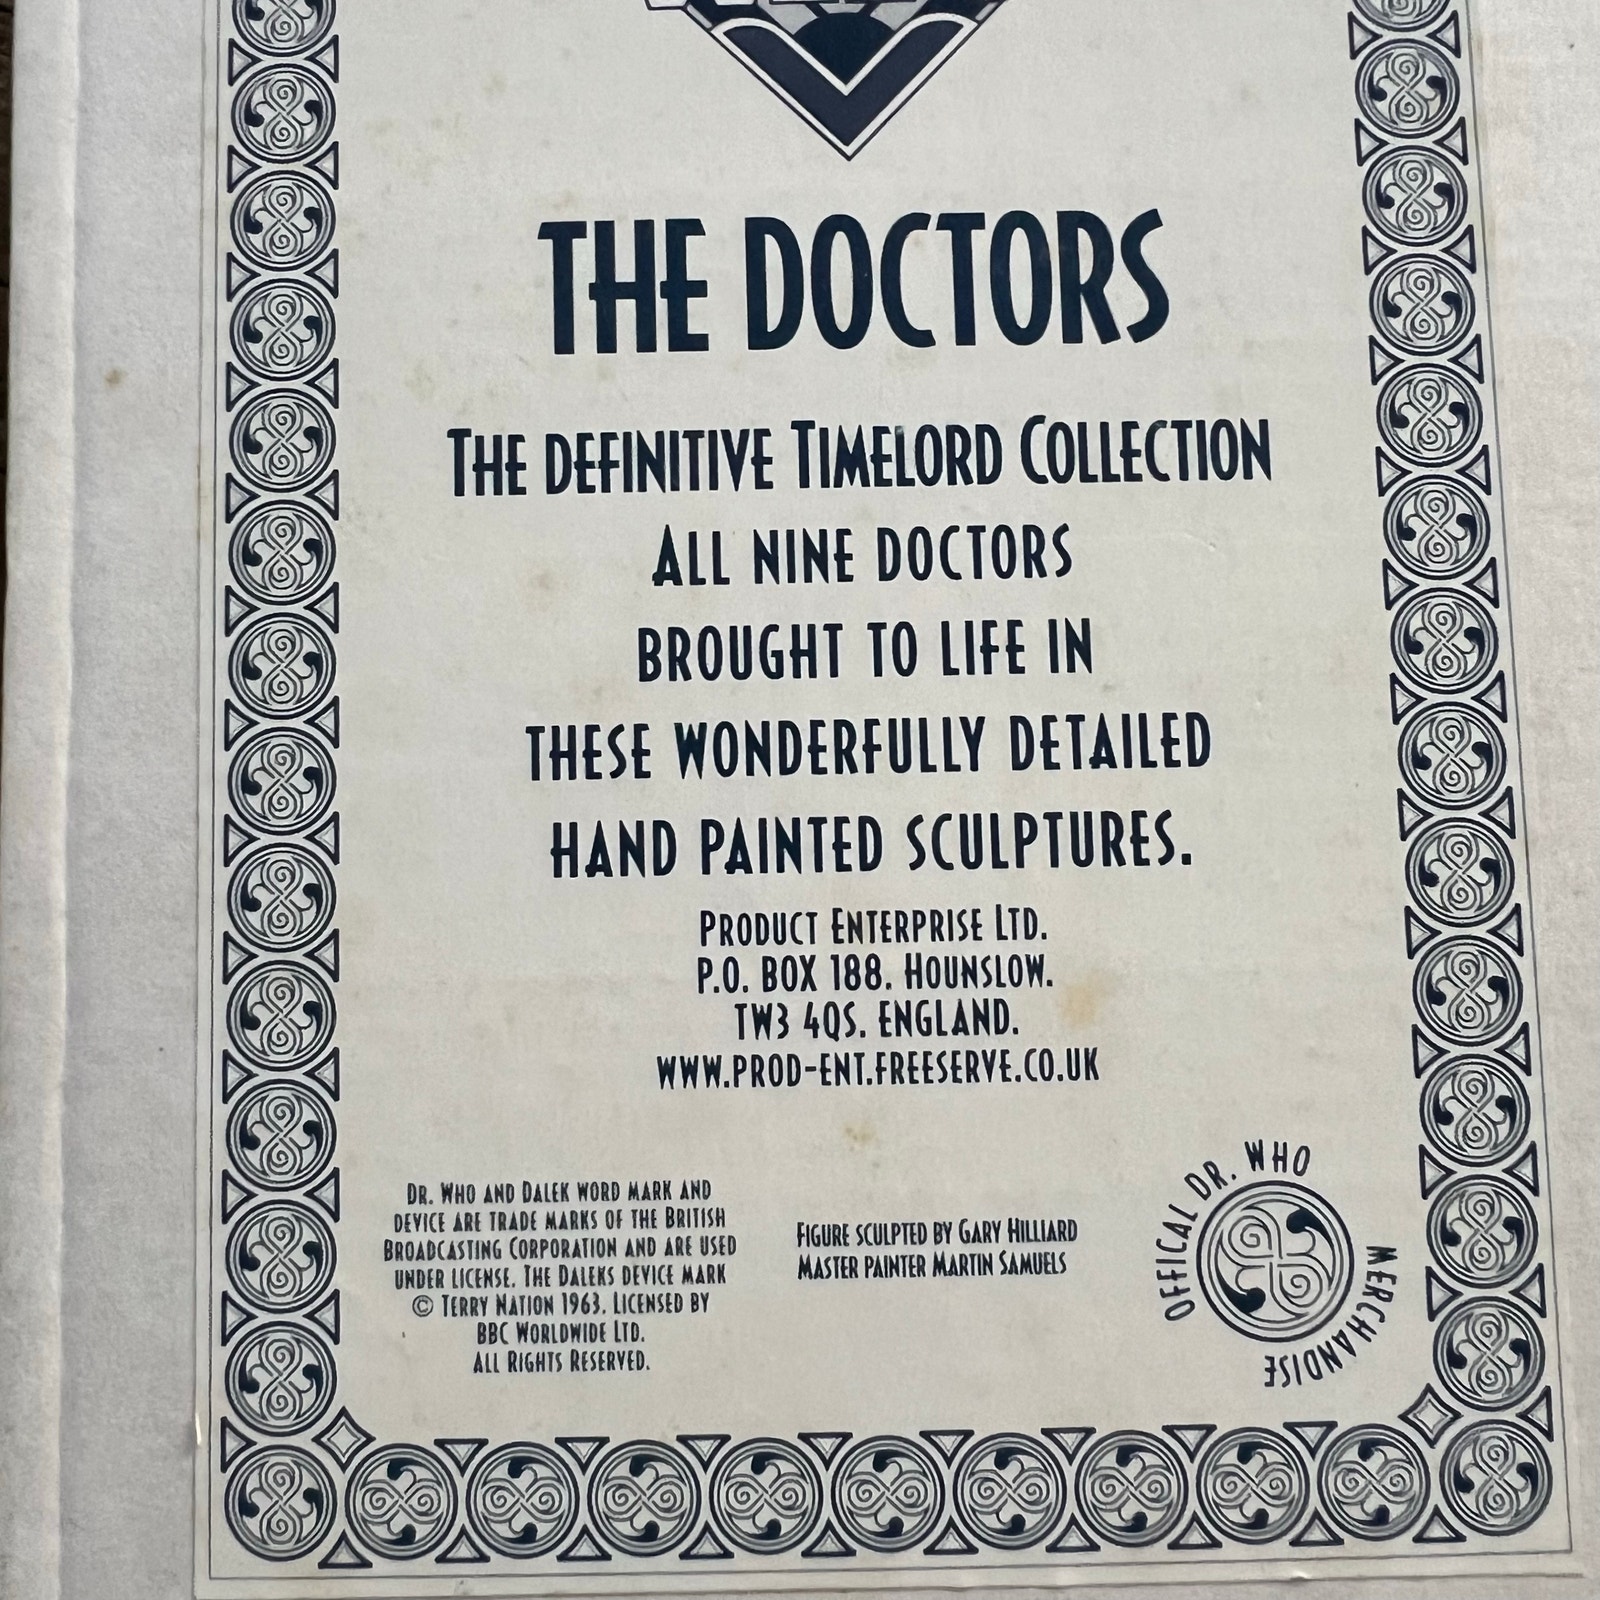 THE DOCTORS
THE DEFINITIVE TIMELORD COLLECTION
ALL NINE DOCTORS
BROUGHT TO LIFE IN
THESE WONDERFULLY DETAILED
HAND PAINTED SCULPTURES.
PRODUCT ENTERPRISE LTD.
P.O. BOX 188. HOUNSLOW.
TW3 4QS. ENGLAND.
WWW.PROD-ENT.FREESERVE.CO.UK
DR. WHO AND DALEK WORD MARK AND
DEVICE ARE TRADE MARKS OF THE BRITISH
BROADCASTING CORPORATION AND ARE USED
UNDER LICENSE. THE DALEKS DEVICE MARK
© TERRY NATION 1963. LICENSED BY
BBC WORLDWIDE LTD.
ALL RIGHTS RESERVED.
FIGURE SCULPTED BY GARY HILLIARD
MASTER PAINTER MARTIN SAMUELS
OFFICAL DR. WHO
MERCHANDISE